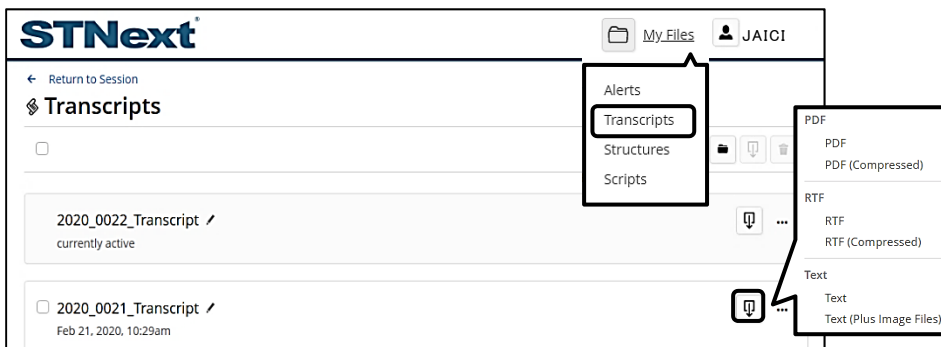 STNext®
My Files
JAICI
← Return to Session
Transcripts
Alerts
Transcripts
Structures
Scripts
2020_0022_Transcript
currently active
2020_0021_Transcript
Feb 21, 2020, 10:29am
PDF
PDF
PDF (Compressed)
RTF
RTF
RTF (Compressed)
Text
Text
Text (Plus Image Files)